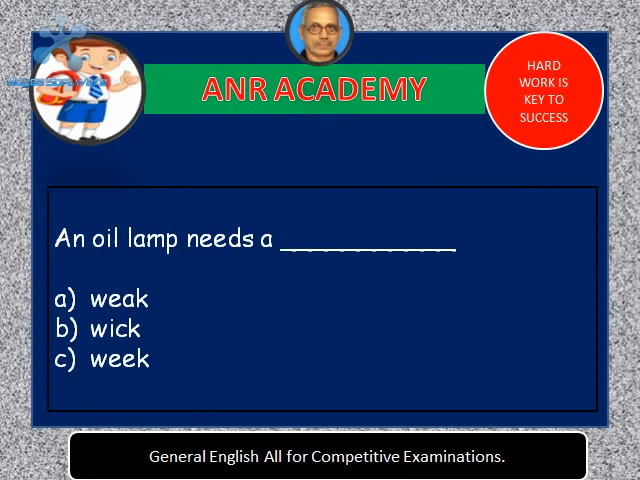 ANR ACADEMY
HARD
WORK IS
KEY TO
SUCCESS
An oil lamp needs a ____________
a) weak
b) wick
c) week
General English All for Competitive Examinations.